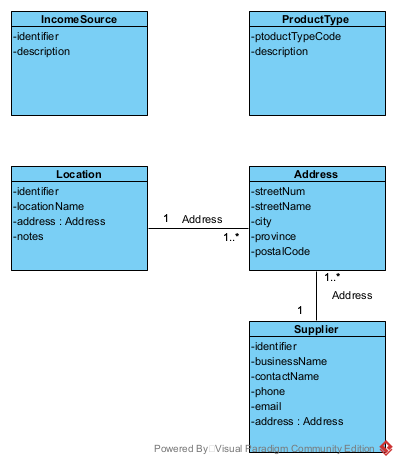 IncomeSource
-identifier
-description
ProductType
-ptoductTypeCode
-description
Location
-identifier
-locationName
-address : Address
-notes
1 Address
1..*
Address
-streetNum
-streetName
-city
-province
-postalCode
1..*
Address
1
Supplier
-identifier
-businessName
-contactName
-phone
-email
-address : Address
Powered By Visual Paradigm Community Edition